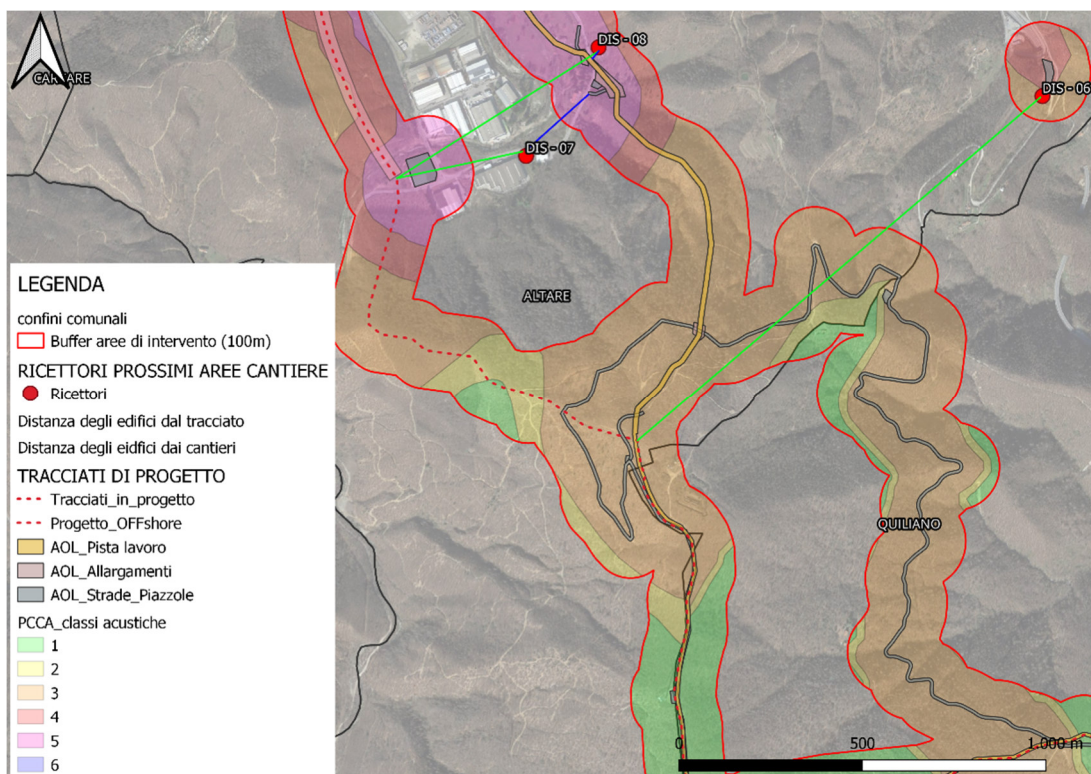 CARCARE
DIS - 08
DIS - 06
DIS - 07
ALTARE
QUILIANO
LEGENDA
confini comunali
Buffer aree di intervento (100m)
RICETTORI PROSSIMI AREE CANTIERE
Ricettori
Distanza degli edifici dal tracciato
Distanza degli eidfici dai cantieri
TRACCIATI DI PROGETTO
Tracciati_in_progetto
Progetto_OFFshore
AOL_Pista lavoro
AOL_Allargamenti
AOL_Strade_Piazzole
PCCA_classi acustiche
1
2
3
4
5
6
0 500 1.000 m